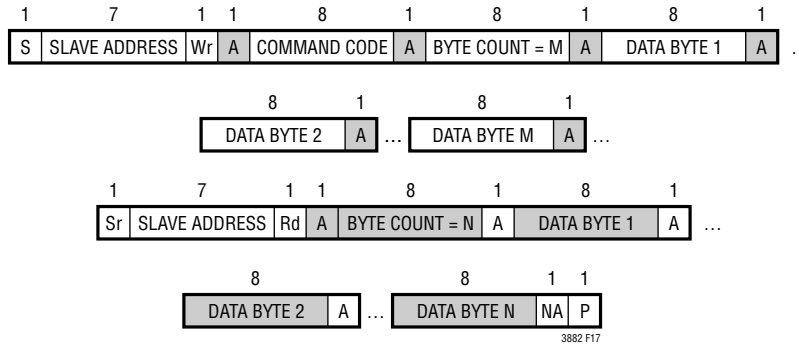 1 7 1 1 8 1 8 1 8 1
S SLAVE ADDRESS Wr A COMMAND CODE A BYTE COUNT = M A DATA BYTE 1 A .
8 1 8 1
DATA BYTE 2 A … DATA BYTE M A …
1 7 1 1 8 1 8 1
Sr SLAVE ADDRESS Rd A BYTE COUNT = N A DATA BYTE 1 A …
8 8 1 1
DATA BYTE 2 A … DATA BYTE N NA P
3882 F17